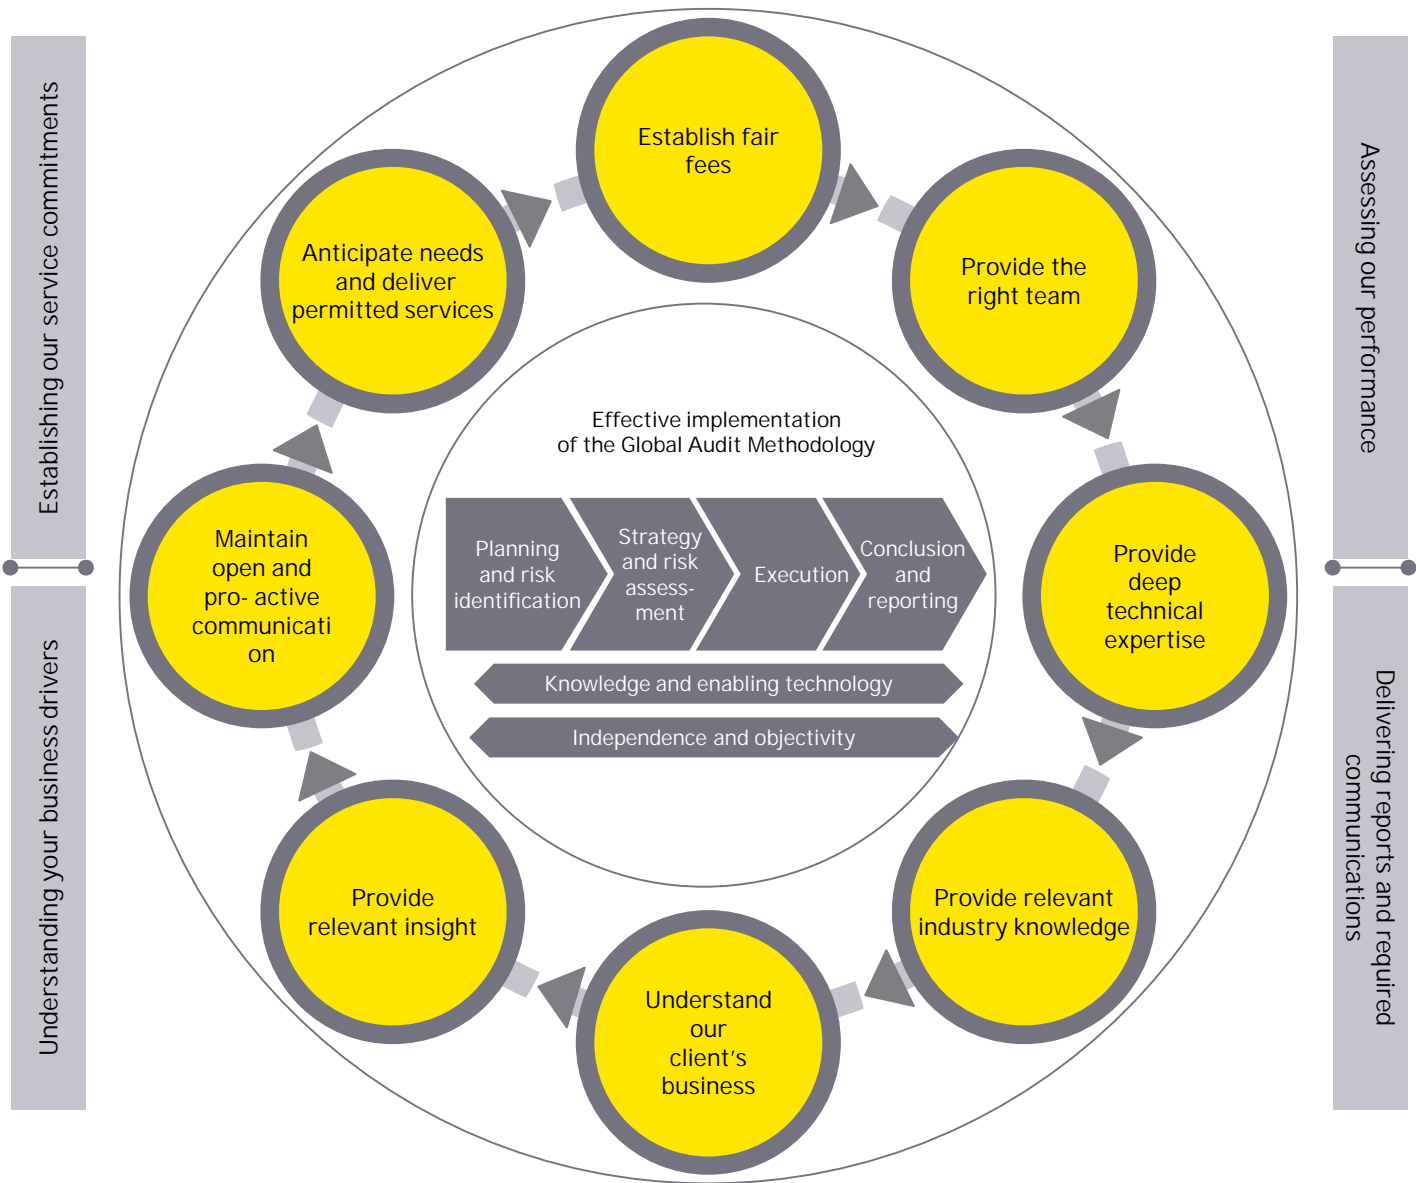 Establishing our service commitments
Understanding your business drivers
Establish fair
fees
Provide the
right team
Provide
deep
technical
expertise
Provide relevant
industry knowledge
Understand
our
client's
business
Provide
relevant insight
Maintain
open and
pro- active
communicati
on
Anticipate needs
and deliver
permitted services
Effective implementation
of the Global Audit Methodology
Planning
and risk
identification
Strategy
and risk
assess-
ment
Execution
Conclusion
and
reporting
Knowledge and enabling technology
Independence and objectivity
Assessing our performance
Delivering reports and required
communications